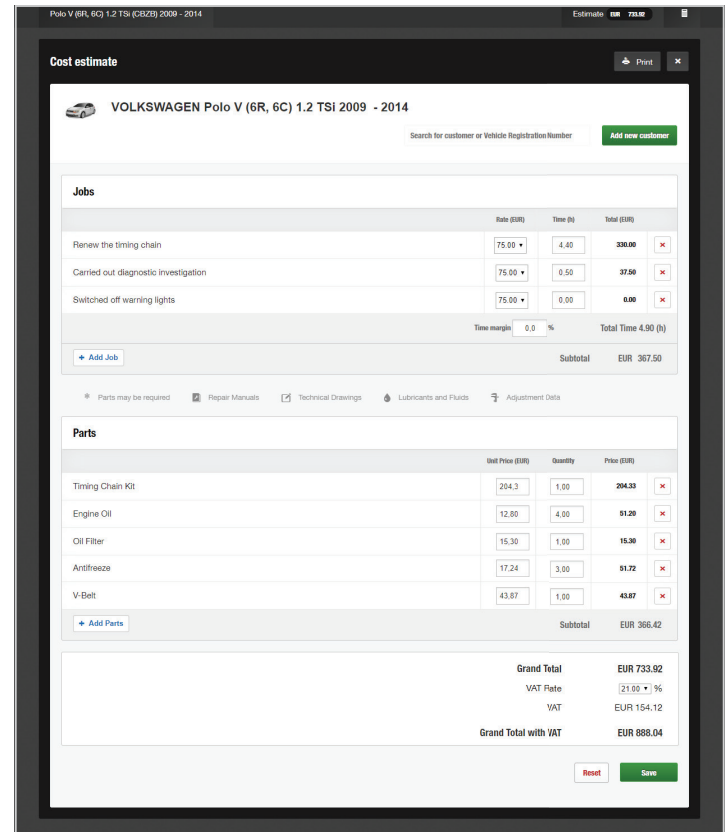 Polo V (6R, 6C) 1.2 TSi (CBZB) 2009 - 2014 Estimate EUR 733.92
Cost estimate Print ×
VOLKSWAGEN Polo V (6R, 6C) 1.2 TSi 2009 - 2014
Search for customer or Vehicle Registration Number Add new customer
Jobs
Rate (EUR) Time (h) Total (EUR)
Renew the timing chain 75.00 4,40 330.00 ×
Carried out diagnostic investigation 75.00 0,50 37.50 ×
Switched off warning lights 75.00 0,00 0.00 ×
Time margin 0,0 % Total Time 4.90 (h)
+ Add Job Subtotal EUR 367.50
Parts may be required Repair Manuals Technical Drawings Lubricants and Fluids Adjustment Data
Parts
Unit Price (EUR) Quantity Price (EUR)
Timing Chain Kit 204,3 1,00 204.33 ×
Engine Oil 12,80 4,00 51.20 ×
Oil Filter 15,30 1,00 15.30 ×
Antifreeze 17,24 3,00 51.72 ×
V-Belt 43,87 1,00 43.87 ×
+ Add Parts Subtotal EUR 366.42
Grand Total EUR 733.92
VAT Rate 21.00 %
VAT EUR 154.12
Grand Total with VAT EUR 888.04
Reset Save